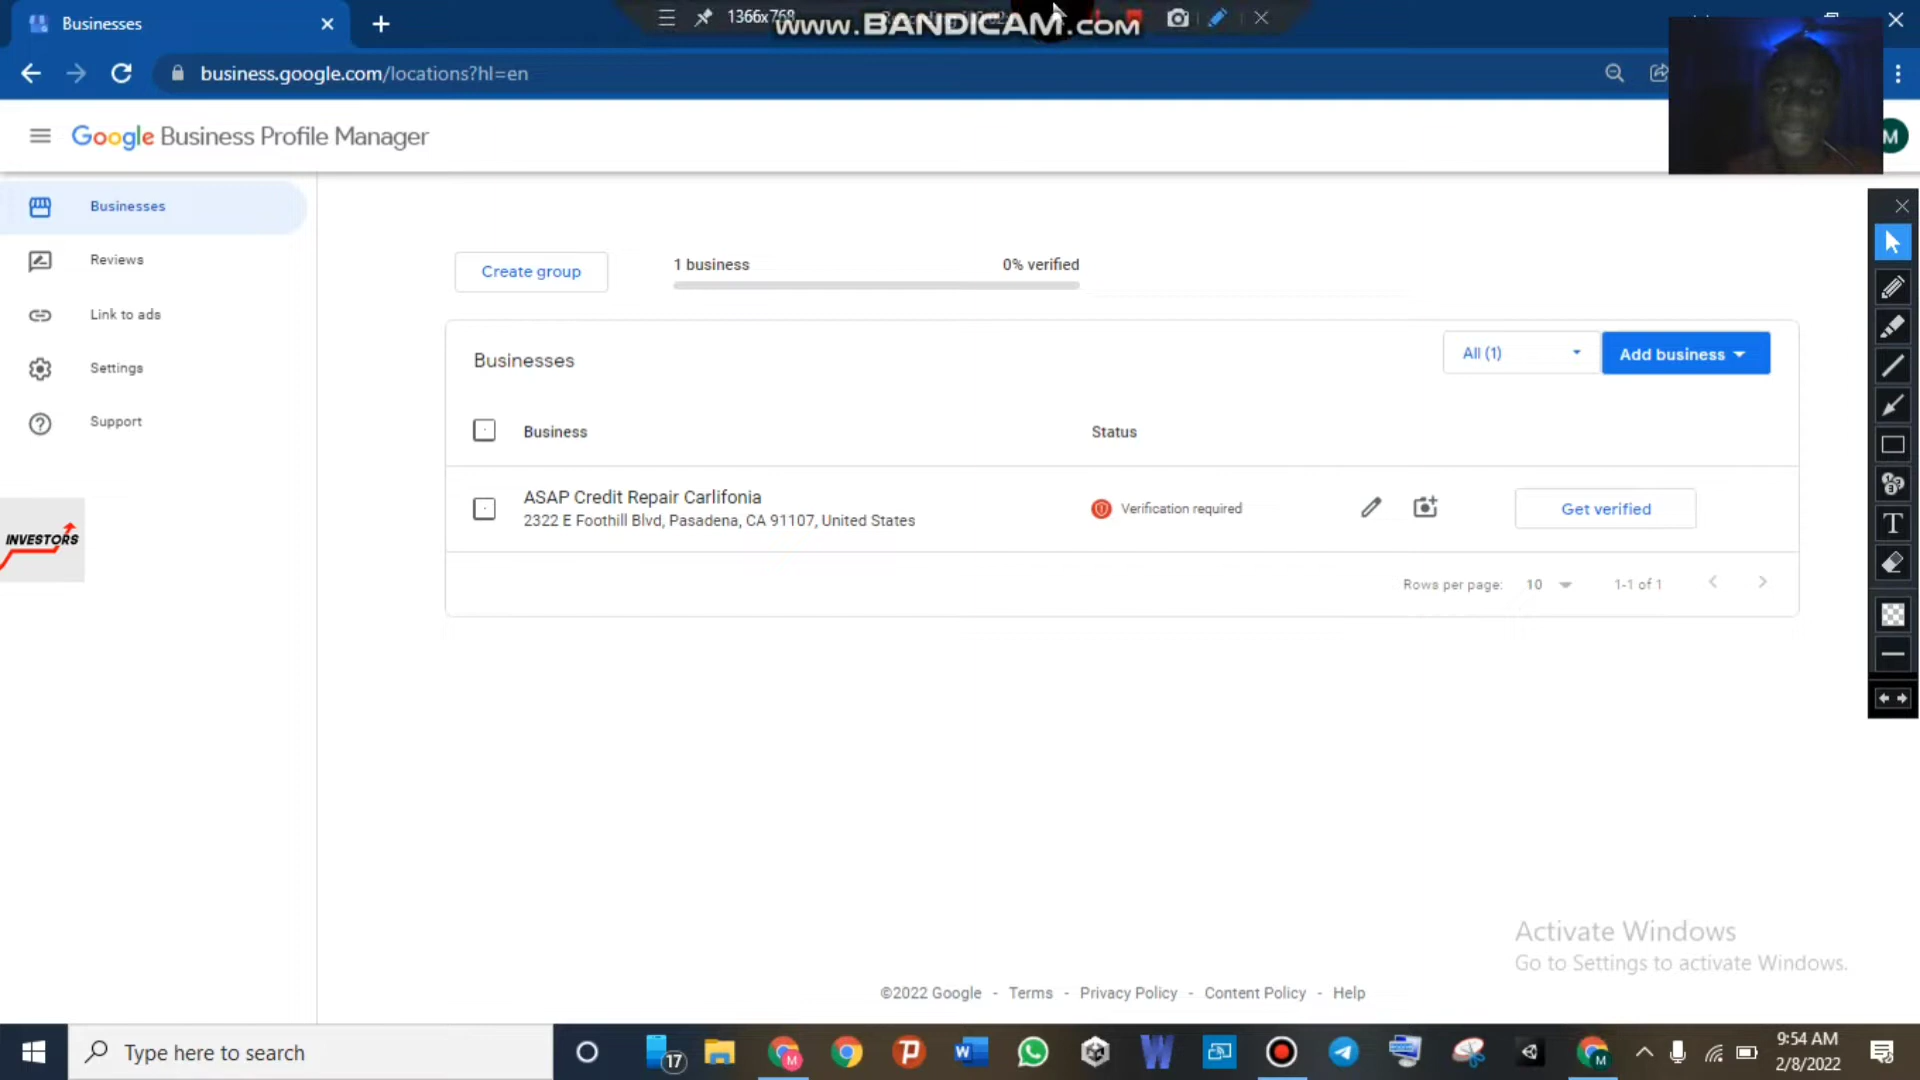 Businesses
1366x768
www.BANDICAM.com
business.google.com/locations?hl=en
Google Business Profile Manager
M
Businesses
Reviews
Link to ads
Settings
Support
INVESTORS
Create group
1 business
0% verified
Businesses
All (1)
Add business
Business
Status
ASAP Credit Repair Carlifonia
2322 E Foothill Blvd, Pasadena, CA 91107, United States
Verification required
Get verified
Rows per page:
10
1-1 of 1
T
Activate Windows
Go to Settings to activate Windows.
©2022 Google - Terms - Privacy Policy - Content Policy - Help
Type here to search
17
M
W
M
9:54 AM
2/8/2022